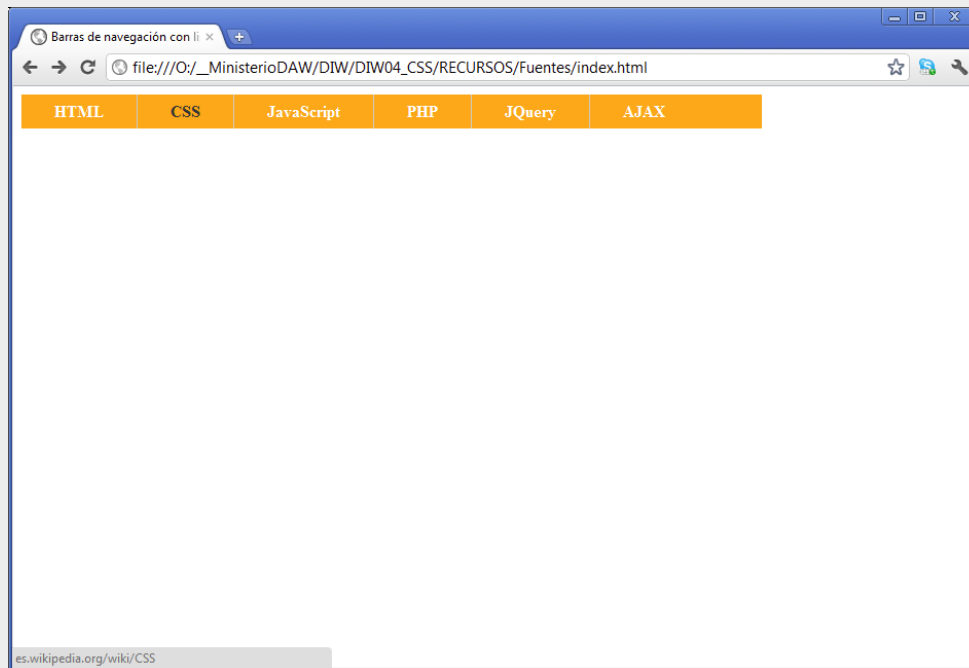 Barras de navegación con li
file:///O:/__MinisterioDAW/DIW/DIW04_CSS/RECURSOS/Fuentes/index.html
HTML CSS JavaScript PHP JQuery AJAX
es.wikipedia.org/wiki/CSS